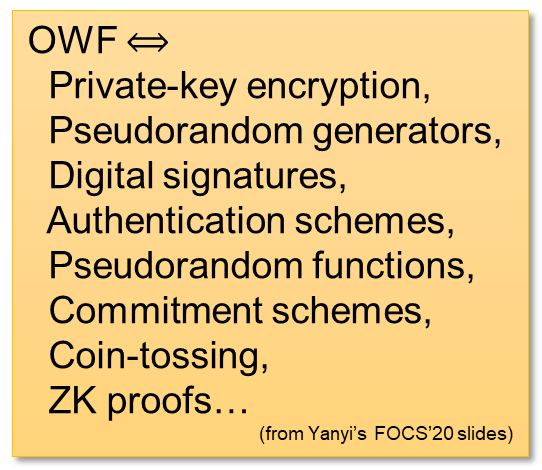 OWF ⟺
Private-key encryption,
Pseudorandom generators,
Digital signatures,
Authentication schemes,
Pseudorandom functions,
Commitment schemes,
Coin-tossing,
ZK proofs…
(from Yanyi's FOCS'20 slides)